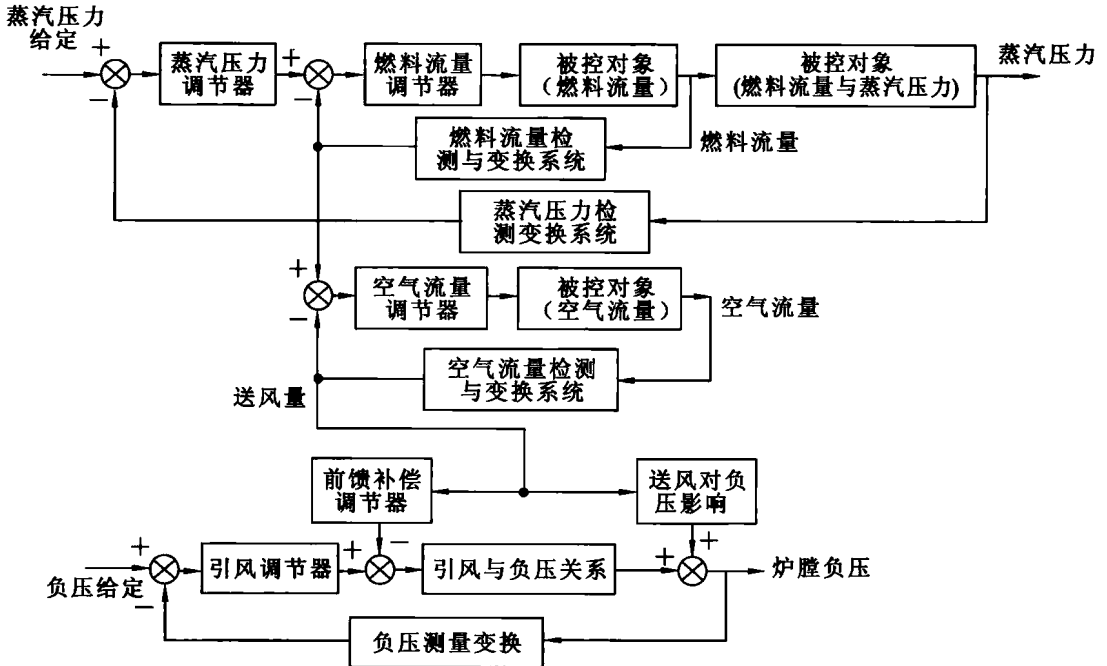 蒸汽压力
给定
+
−
蒸汽压力
调节器
+
−
燃料流量
调节器
被控对象
（燃料流量）
被控对象
(燃料流量与蒸汽压力)
蒸汽压力
燃料流量检
测与变换系统
燃料流量
蒸汽压力检
测变换系统
+
−
空气流量
调节器
被控对象
（空气流量）
空气流量
空气流量检测
与变换系统
送风量
前馈补偿
调节器
送风对负
压影响
+
负压给定
−
引风调节器
+
−
引风与负压关系
+
+
炉膛负压
负压测量变换